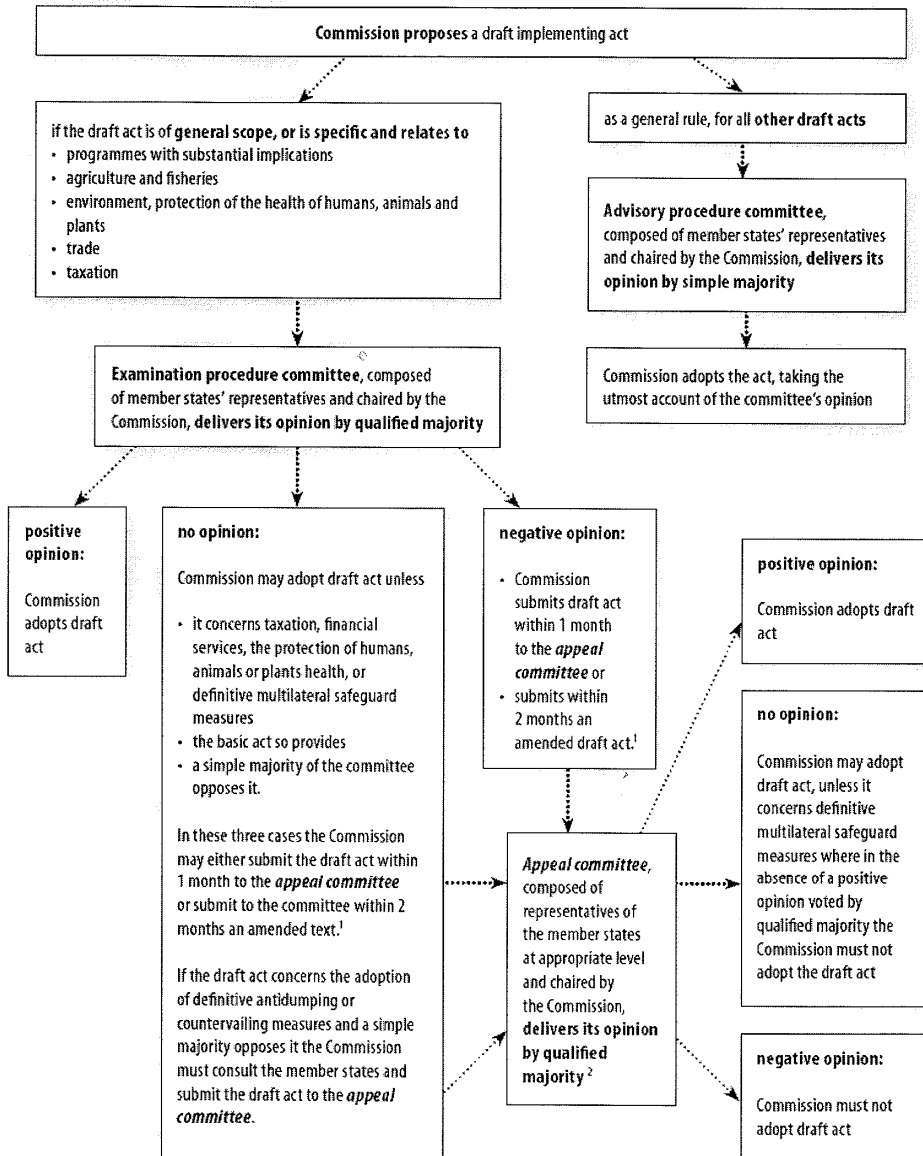 Commission proposes a draft implementing act
if the draft act is of general scope, or is specific and relates to
• programmes with substantial implications
• agriculture and fisheries
• environment, protection of the health of humans, animals and
plants
• trade
• taxation
as a general rule, for all other draft acts
Advisory procedure committee,
composed of member states' representatives
and chaired by the Commission, delivers its
opinion by simple majority
Commission adopts the act, taking the
utmost account of the committee's opinion
Examination procedure committee, composed
of member states' representatives and chaired by the
Commission, delivers its opinion by qualified majority
positive
opinion:
Commission
adopts draft
act
no opinion:
Commission may adopt draft act unless
• it concerns taxation, financial
services, the protection of humans,
animals or plants health, or
definitive multilateral safeguard
measures
• the basic act so provides
• a simple majority of the committee
opposes it.
In these three cases the Commission
may either submit the draft act within
1 month to the appeal committee
or submit to the committee within 2
months an amended text.¹
If the draft act concerns the adoption
of definitive antidumping or
countervailing measures and a simple
majority opposes it the Commission
must consult the member states and
submit the draft act to the appeal
committee.
negative opinion:
• Commission
submits draft act
within 1 month
to the appeal
committee or
• submits within
2 months an
amended draft act.¹
Appeal committee,
composed of
representatives of
the member states
at appropriate level
and chaired by
the Commission,
delivers its opinion
by qualified
majority ²
positive opinion:
Commission adopts draft
act
no opinion:
Commission may adopt
draft act, unless it
concerns definitive
multilateral safeguard
measures where in the
absence of a positive
opinion voted by
qualified majority the
Commission must not
adopt the draft act
negative opinion:
Commission must not
adopt draft act